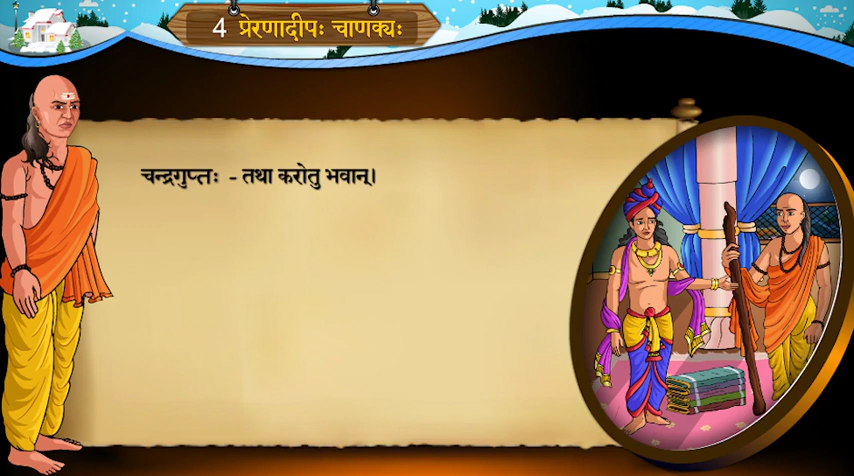 4 प्रेरणादीपः चाणक्यः
चन्द्रगुप्तः - तथा करोतु भवान्।